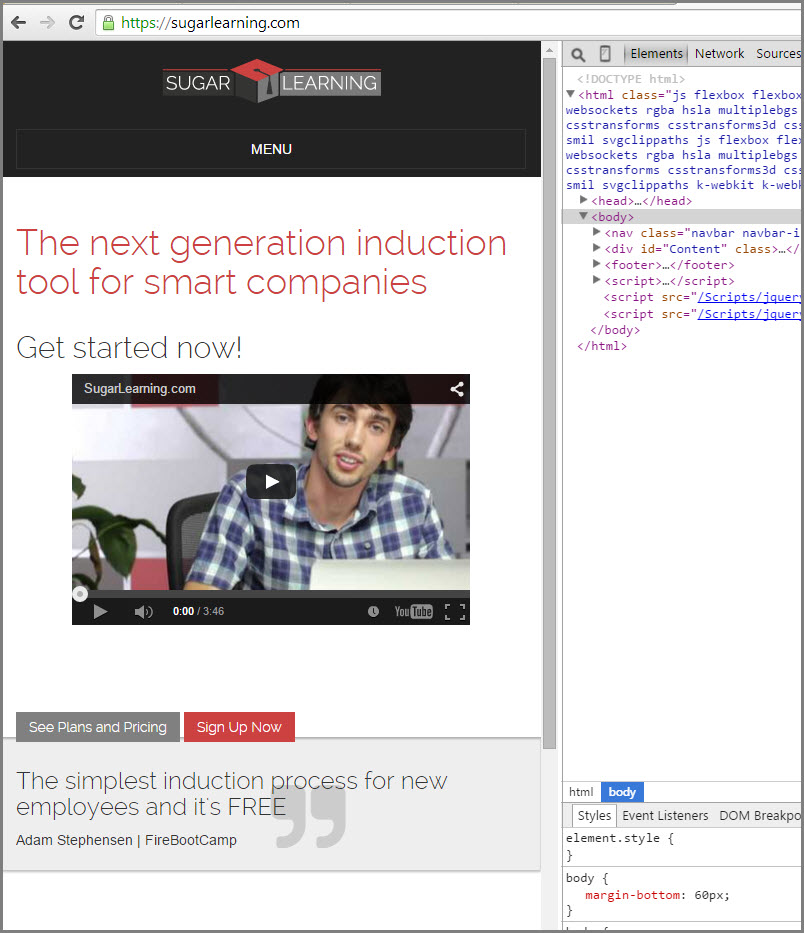 https://sugarlearning.com
SUGAR LEARNING
MENU
The next generation induction
tool for smart companies
Get started now!
SugarLearning.com
0:00 / 3:46
YouTube
See Plans and Pricing
Sign Up Now
The simplest induction process for new
employees and it's FREE
Adam Stephensen | FireBootCamp
Elements Network Sources
<!DOCTYPE html>
<html class="js flexbox flexbox
websockets rgba hsla multiplebgs
csstransforms csstransforms3d cs
smil svgclippaths js flexbox fle
websockets rgba hsla multiplebgs
csstransforms csstransforms3d cs
smil svgclippaths k-webkit k-web
<head>…</head>
<body>
<nav class="navbar navbar-i
<div id="Content" class>…</
<footer>…</footer>
<script>…</script>
<script src="/Scripts/jquery
<script src="/Scripts/jquery
</body>
</html>
html body
Styles Event Listeners DOM Breakpo
element.style {
}
body {
margin-bottom: 60px;
}